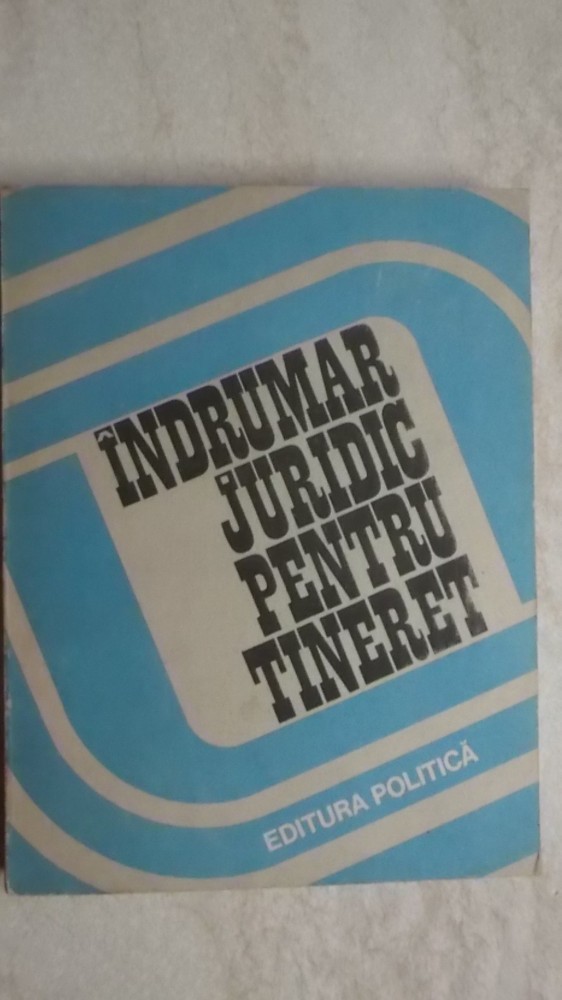 ÎNDRUMAR
JURIDIC
PENTRU
TINERET
EDITURA POLITICĂ